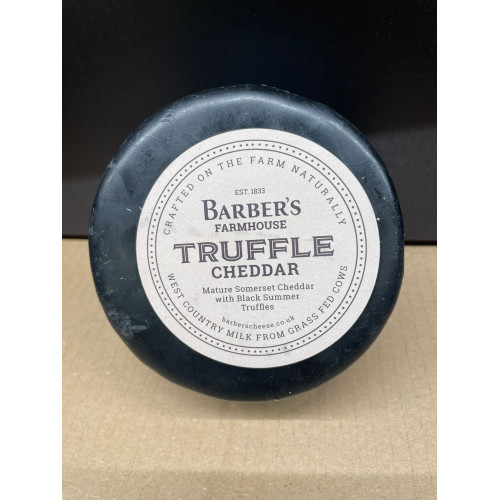 CRAFTED ON THE FARM NATURALLY
EST. 1833
BARBER'S
FARMHOUSE
TRUFFLE
CHEDDAR
Mature Somerset Cheddar
with Black Summer
Truffles
barberscheese.co.uk
WEST COUNTRY MILK FROM GRASS FED COWS